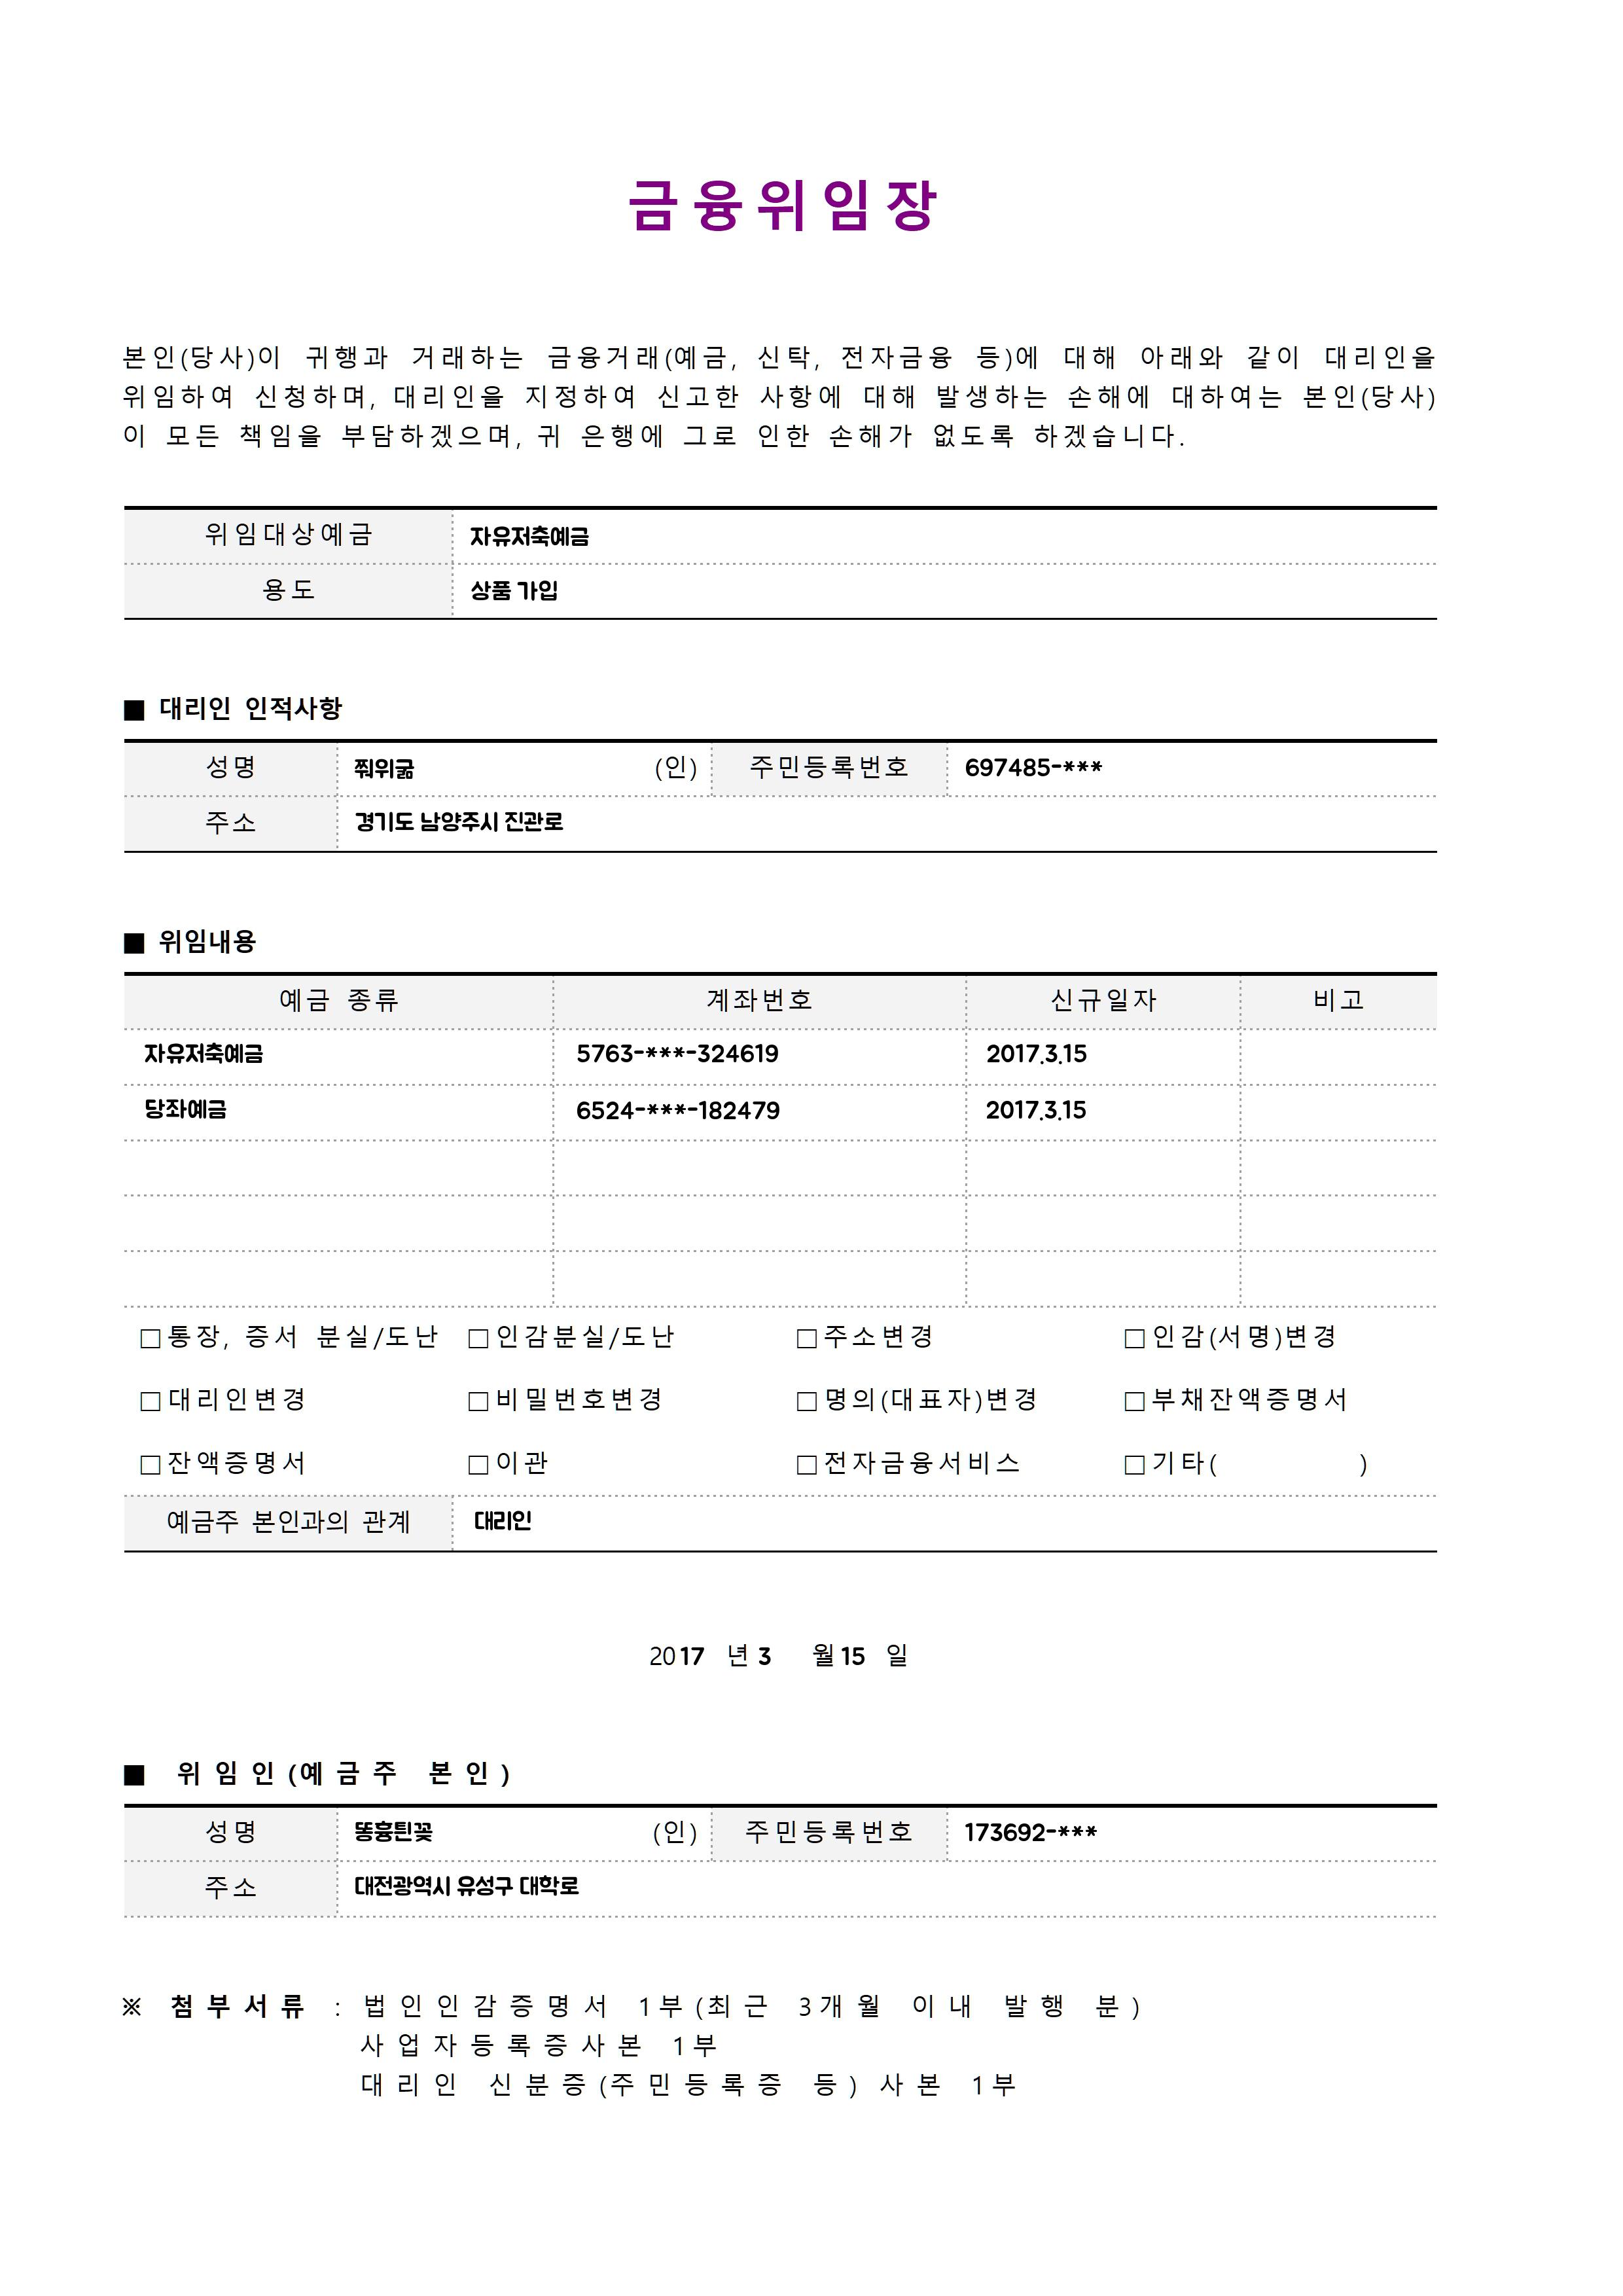 금융위임장
본인(당사)이 귀행과 거래하는 금융거래(예금, 신탁, 전자금융 등)에 대해 아래와 같이 대리인을
위임하여 신청하며, 대리인을 지정하여 신고한 사항에 대해 발생하는 손해에 대하여는 본인(당사)
이 모든 책임을 부담하겠으며, 귀 은행에 그로 인한 손해가 없도록 하겠습니다.
위임대상예금 자유저축예금
용도 상품 가입
■ 대리인 인적사항
성명 쭤위굶 (인) 주민등록번호 697485-***
주소 경기도 남양주시 진관로
■ 위임내용
예금 종류 계좌번호 신규일자 비고
자유저축예금 5763-***-324619 2017.3.15
당좌예금 6524-***-182479 2017.3.15
□통장, 증서 분실/도난 □인감분실/도난 □주소변경 □인감(서명)변경
□대리인변경 □비밀번호변경 □명의(대표자)변경 □부채잔액증명서
□잔액증명서 □이관 □전자금융서비스 □기타( )
예금주 본인과의 관계 대리인
2017 년 3 월 15 일
■ 위임인(예금주 본인)
성명 똥흉틘꽂 (인) 주민등록번호 173692-***
주소 대전광역시 유성구 대학로
※ 첨부서류 : 법인인감증명서 1부(최근 3개월 이내 발행 분)
사업자등록증사본 1부
대리인 신분증(주민등록증 등) 사본 1부